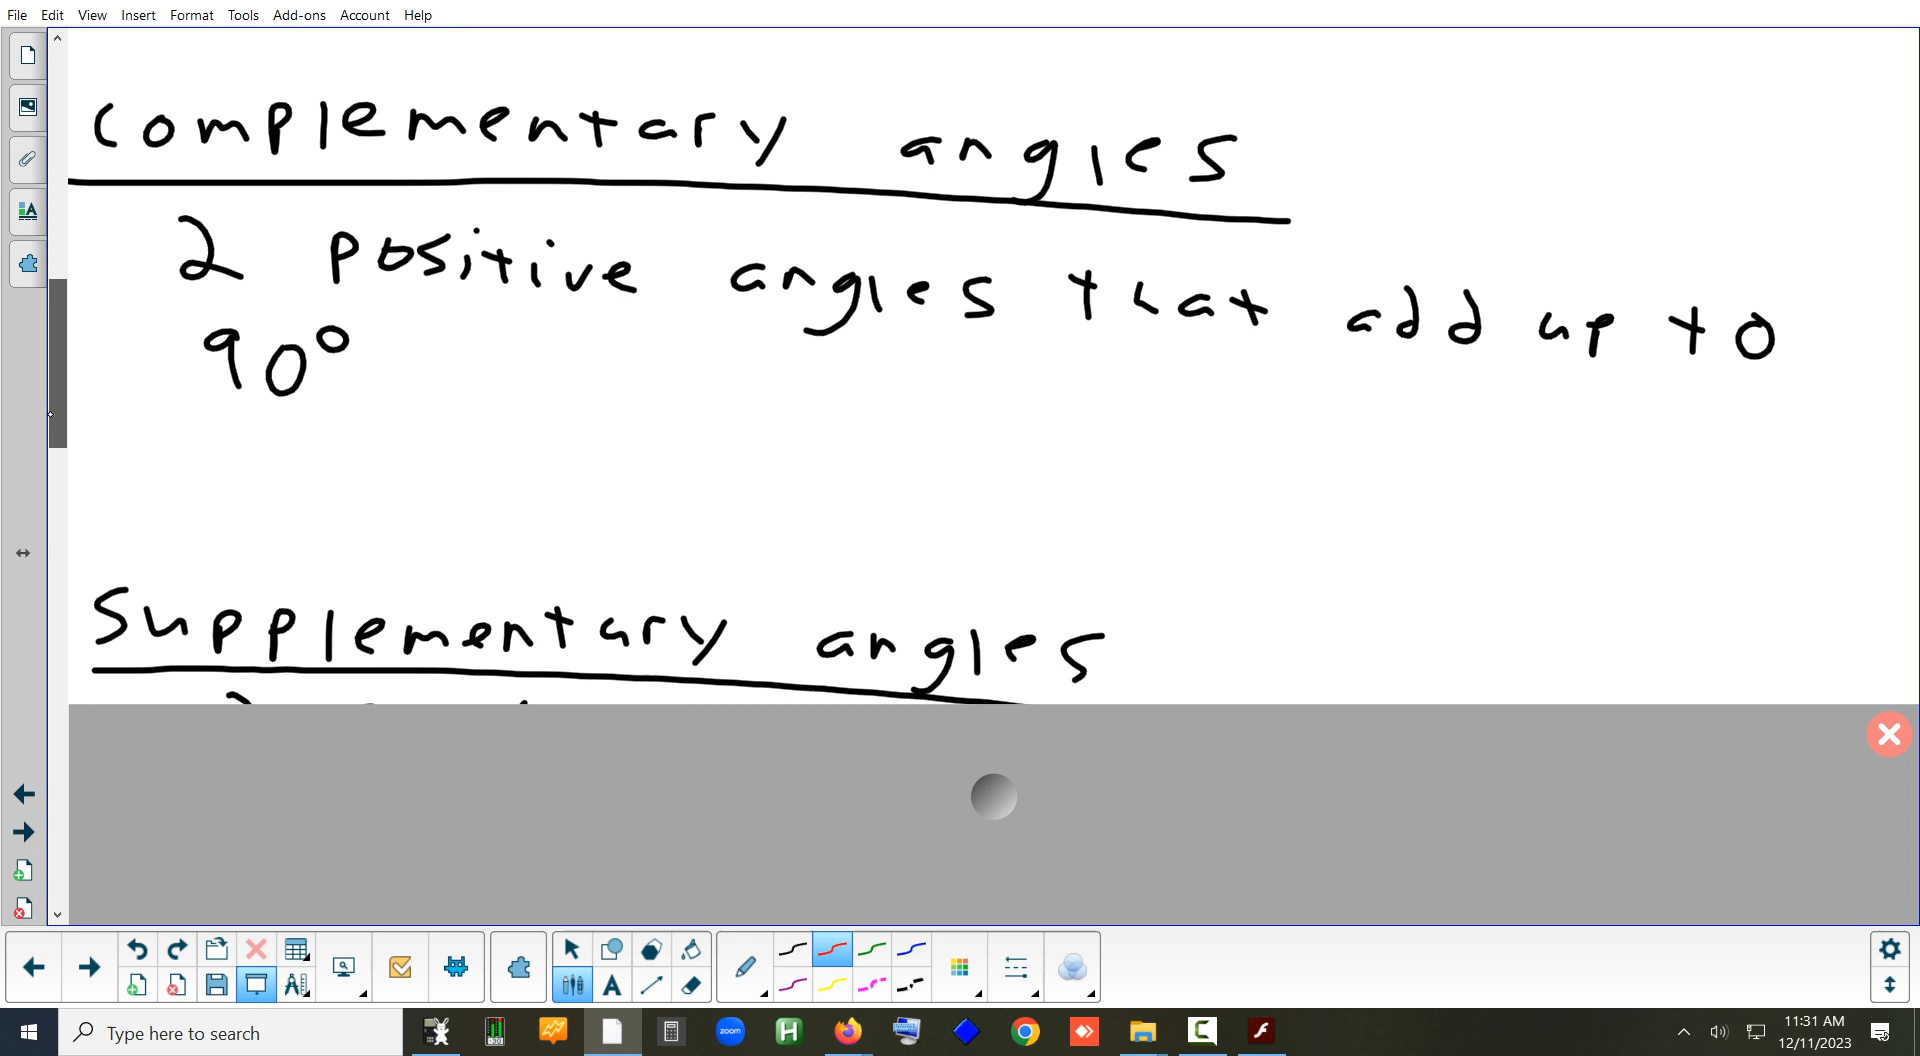 File Edit View Insert Format Tools Add-ons Account Help
Complementary angles
2 positive angles that add up to
90°
Supplementary angles
Type here to search
zoom
11:31 AM
12/11/2023